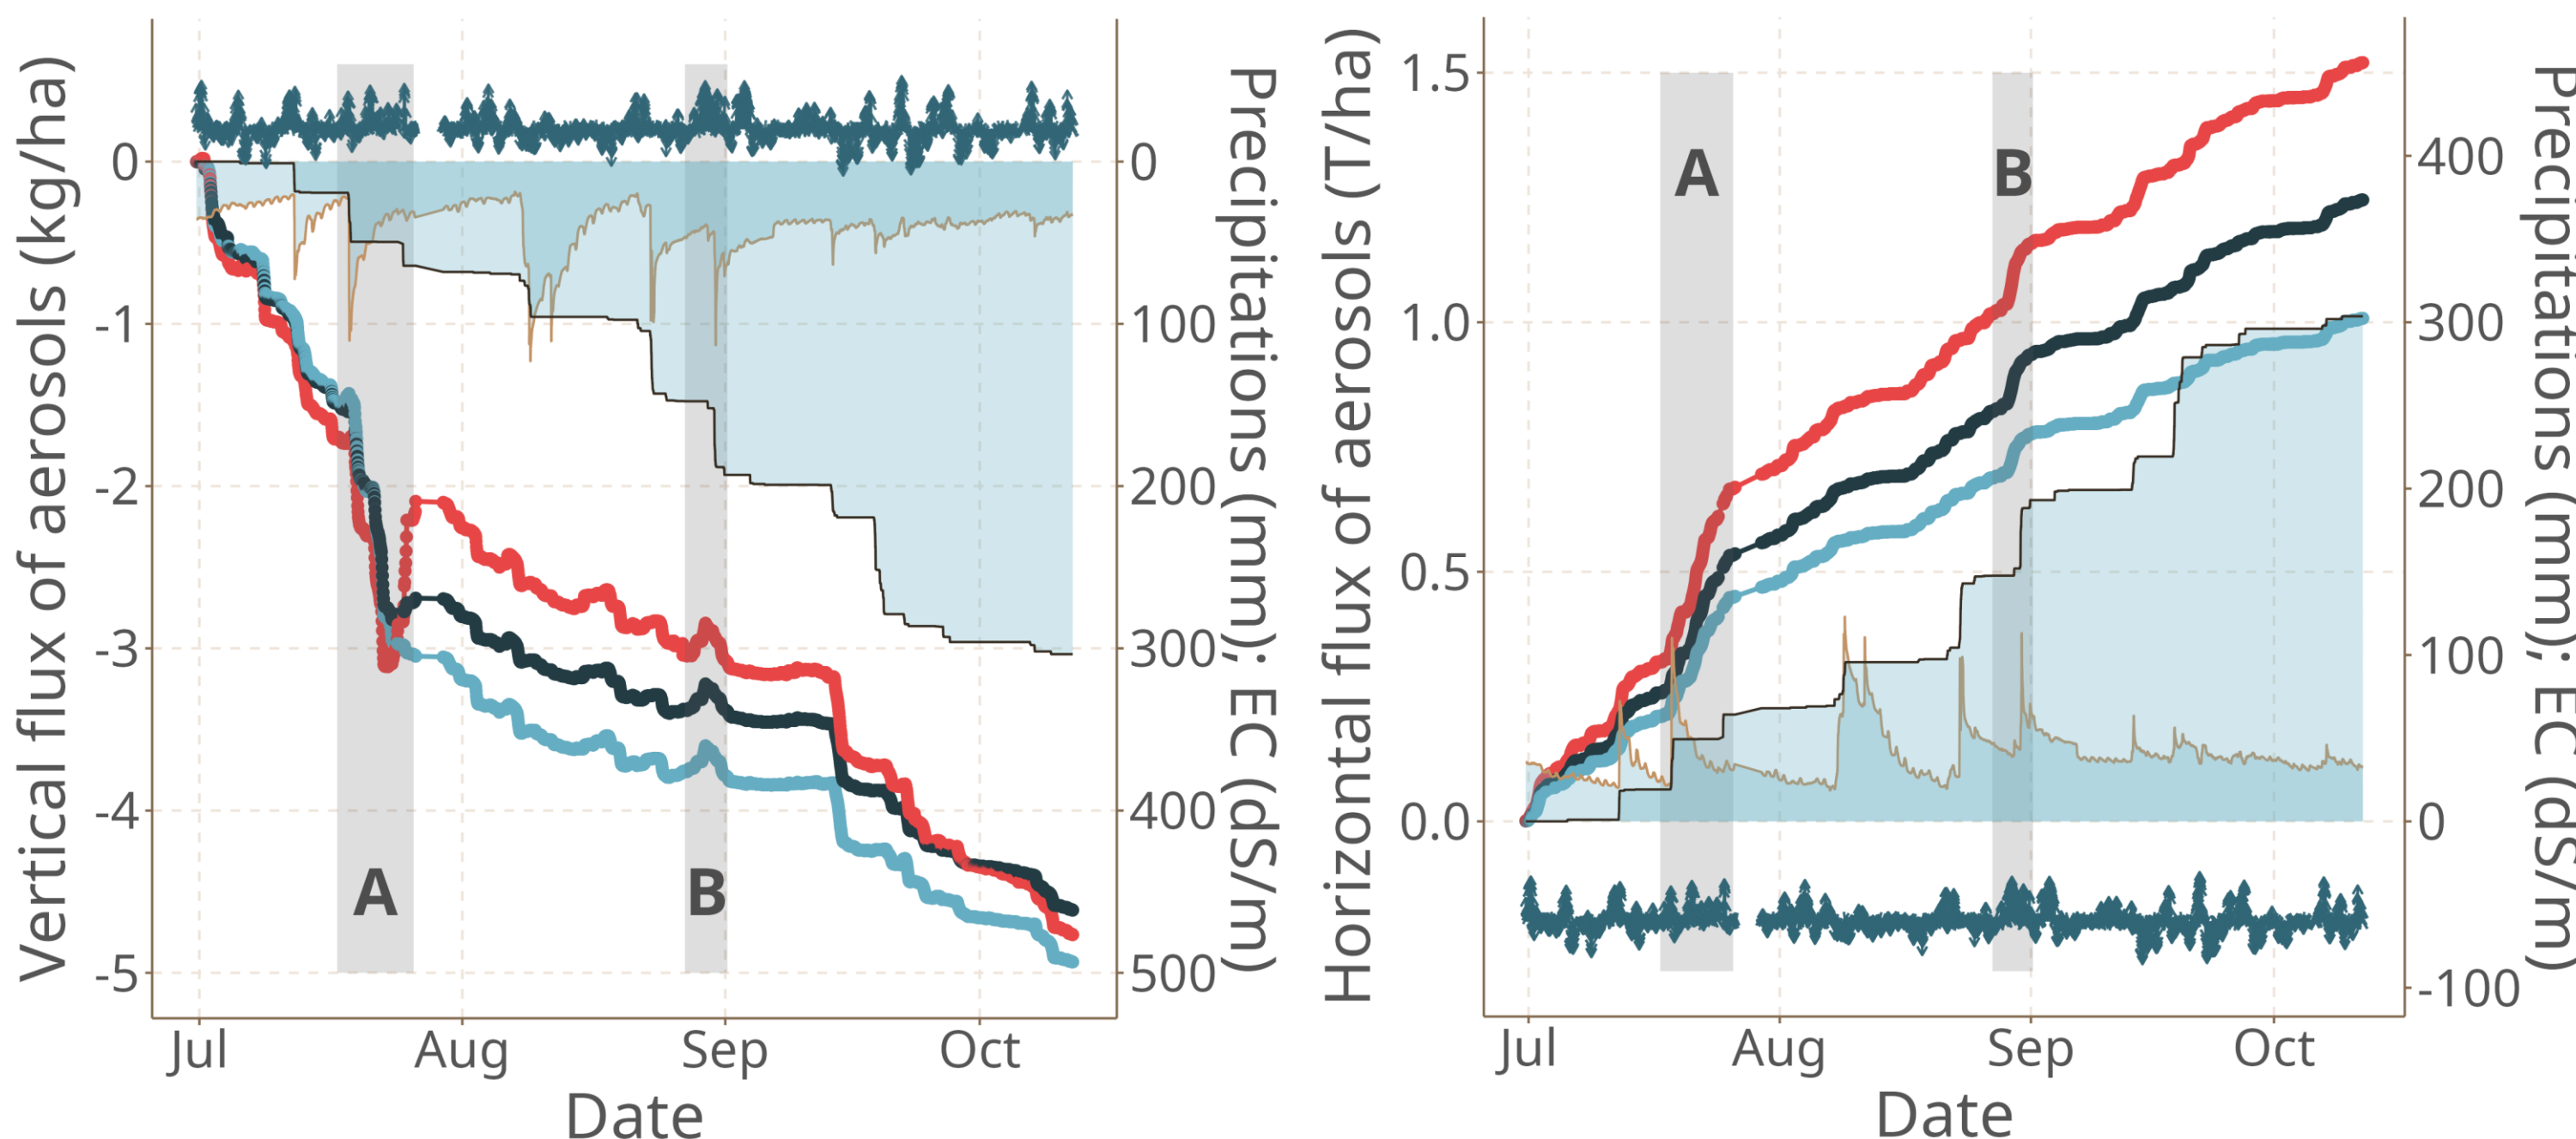 Vertical flux of aerosols (kg/ha)
0
-1
-2
-3
-4
-5
A
B
0
100
200
300
400
500
Precipitations (mm); EC (dS/m)
Jul
Aug
Sep
Oct
Date
Horizontal flux of aerosols (T/ha)
1.5
1.0
0.5
0.0
A
B
400
300
200
100
0
-100
Precipitations (mm); EC (dS/m)
Jul
Aug
Sep
Oct
Date